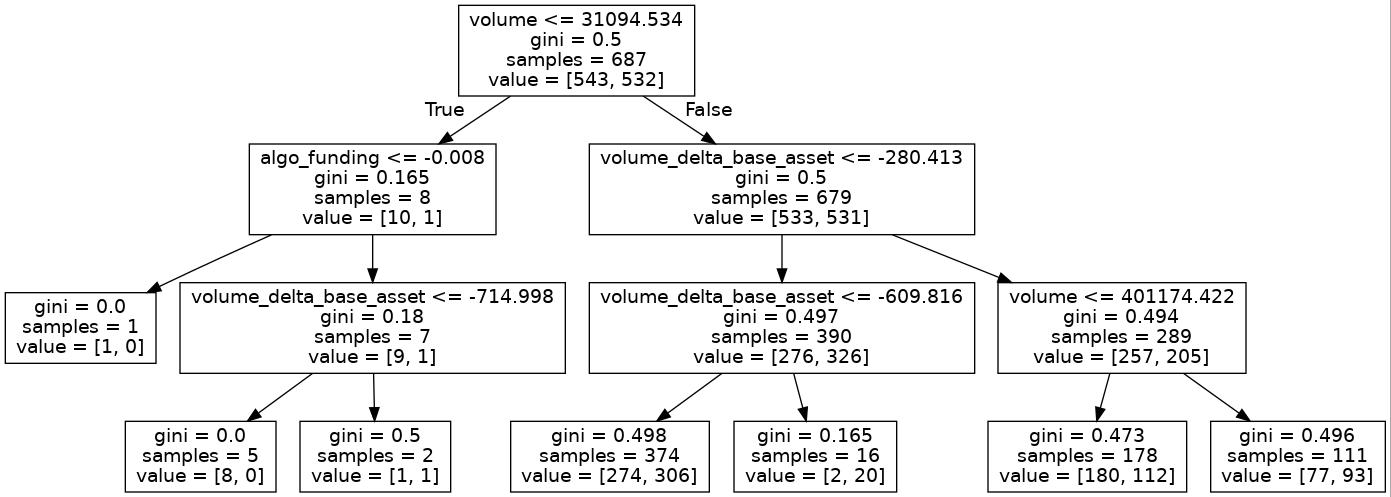 volume <= 31094.534
gini = 0.5
samples = 687
value = [543, 532]
True
False
algo_funding <= -0.008
gini = 0.165
samples = 8
value = [10, 1]
volume_delta_base_asset <= -280.413
gini = 0.5
samples = 679
value = [533, 531]
gini = 0.0
samples = 1
value = [1, 0]
volume_delta_base_asset <= -714.998
gini = 0.18
samples = 7
value = [9, 1]
volume_delta_base_asset <= -609.816
gini = 0.497
samples = 390
value = [276, 326]
volume <= 401174.422
gini = 0.494
samples = 289
value = [257, 205]
gini = 0.0
samples = 5
value = [8, 0]
gini = 0.5
samples = 2
value = [1, 1]
gini = 0.498
samples = 374
value = [274, 306]
gini = 0.165
samples = 16
value = [2, 20]
gini = 0.473
samples = 178
value = [180, 112]
gini = 0.496
samples = 111
value = [77, 93]